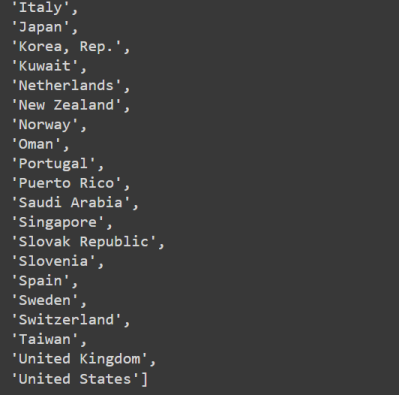 'Italy',
'Japan',
'Korea, Rep.',
'Kuwait',
'Netherlands',
'New Zealand',
'Norway',
'Oman',
'Portugal',
'Puerto Rico',
'Saudi Arabia',
'Singapore',
'Slovak Republic',
'Slovenia',
'Spain',
'Sweden',
'Switzerland',
'Taiwan',
'United Kingdom',
'United States']